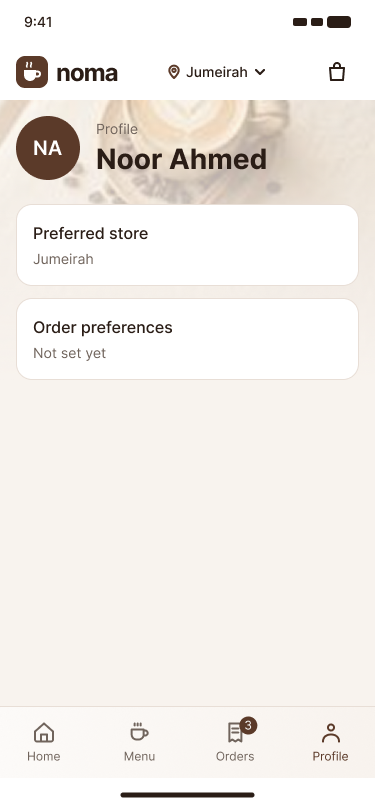 9:41
noma
Jumeirah
NA
Profile
Noor Ahmed
Preferred store
Jumeirah
Order preferences
Not set yet
3
Home
Menu
Orders
Profile